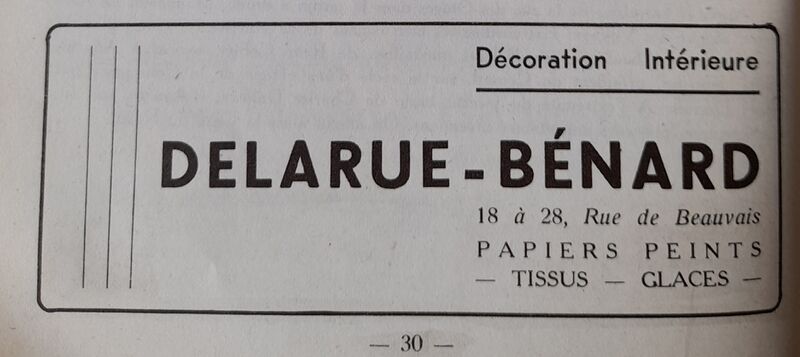 Décoration Intérieure
DELARUE-BÉNARD
18 à 28, Rue de Beauvais
PAPIERS PEINTS
— TISSUS — GLACES —
— 30 —